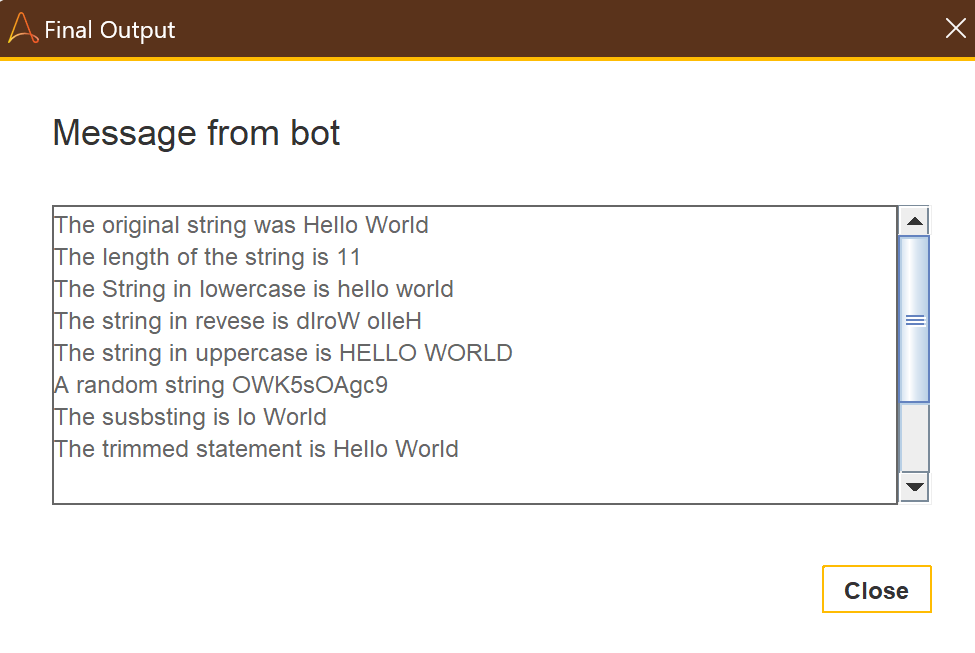 Final Output
Message from bot
The original string was Hello World
The length of the string is 11
The String in lowercase is hello world
The string in revese is dlroW olleH
The string in uppercase is HELLO WORLD
A random string OWK5sOAgc9
The susbsting is lo World
The trimmed statement is Hello World
Close